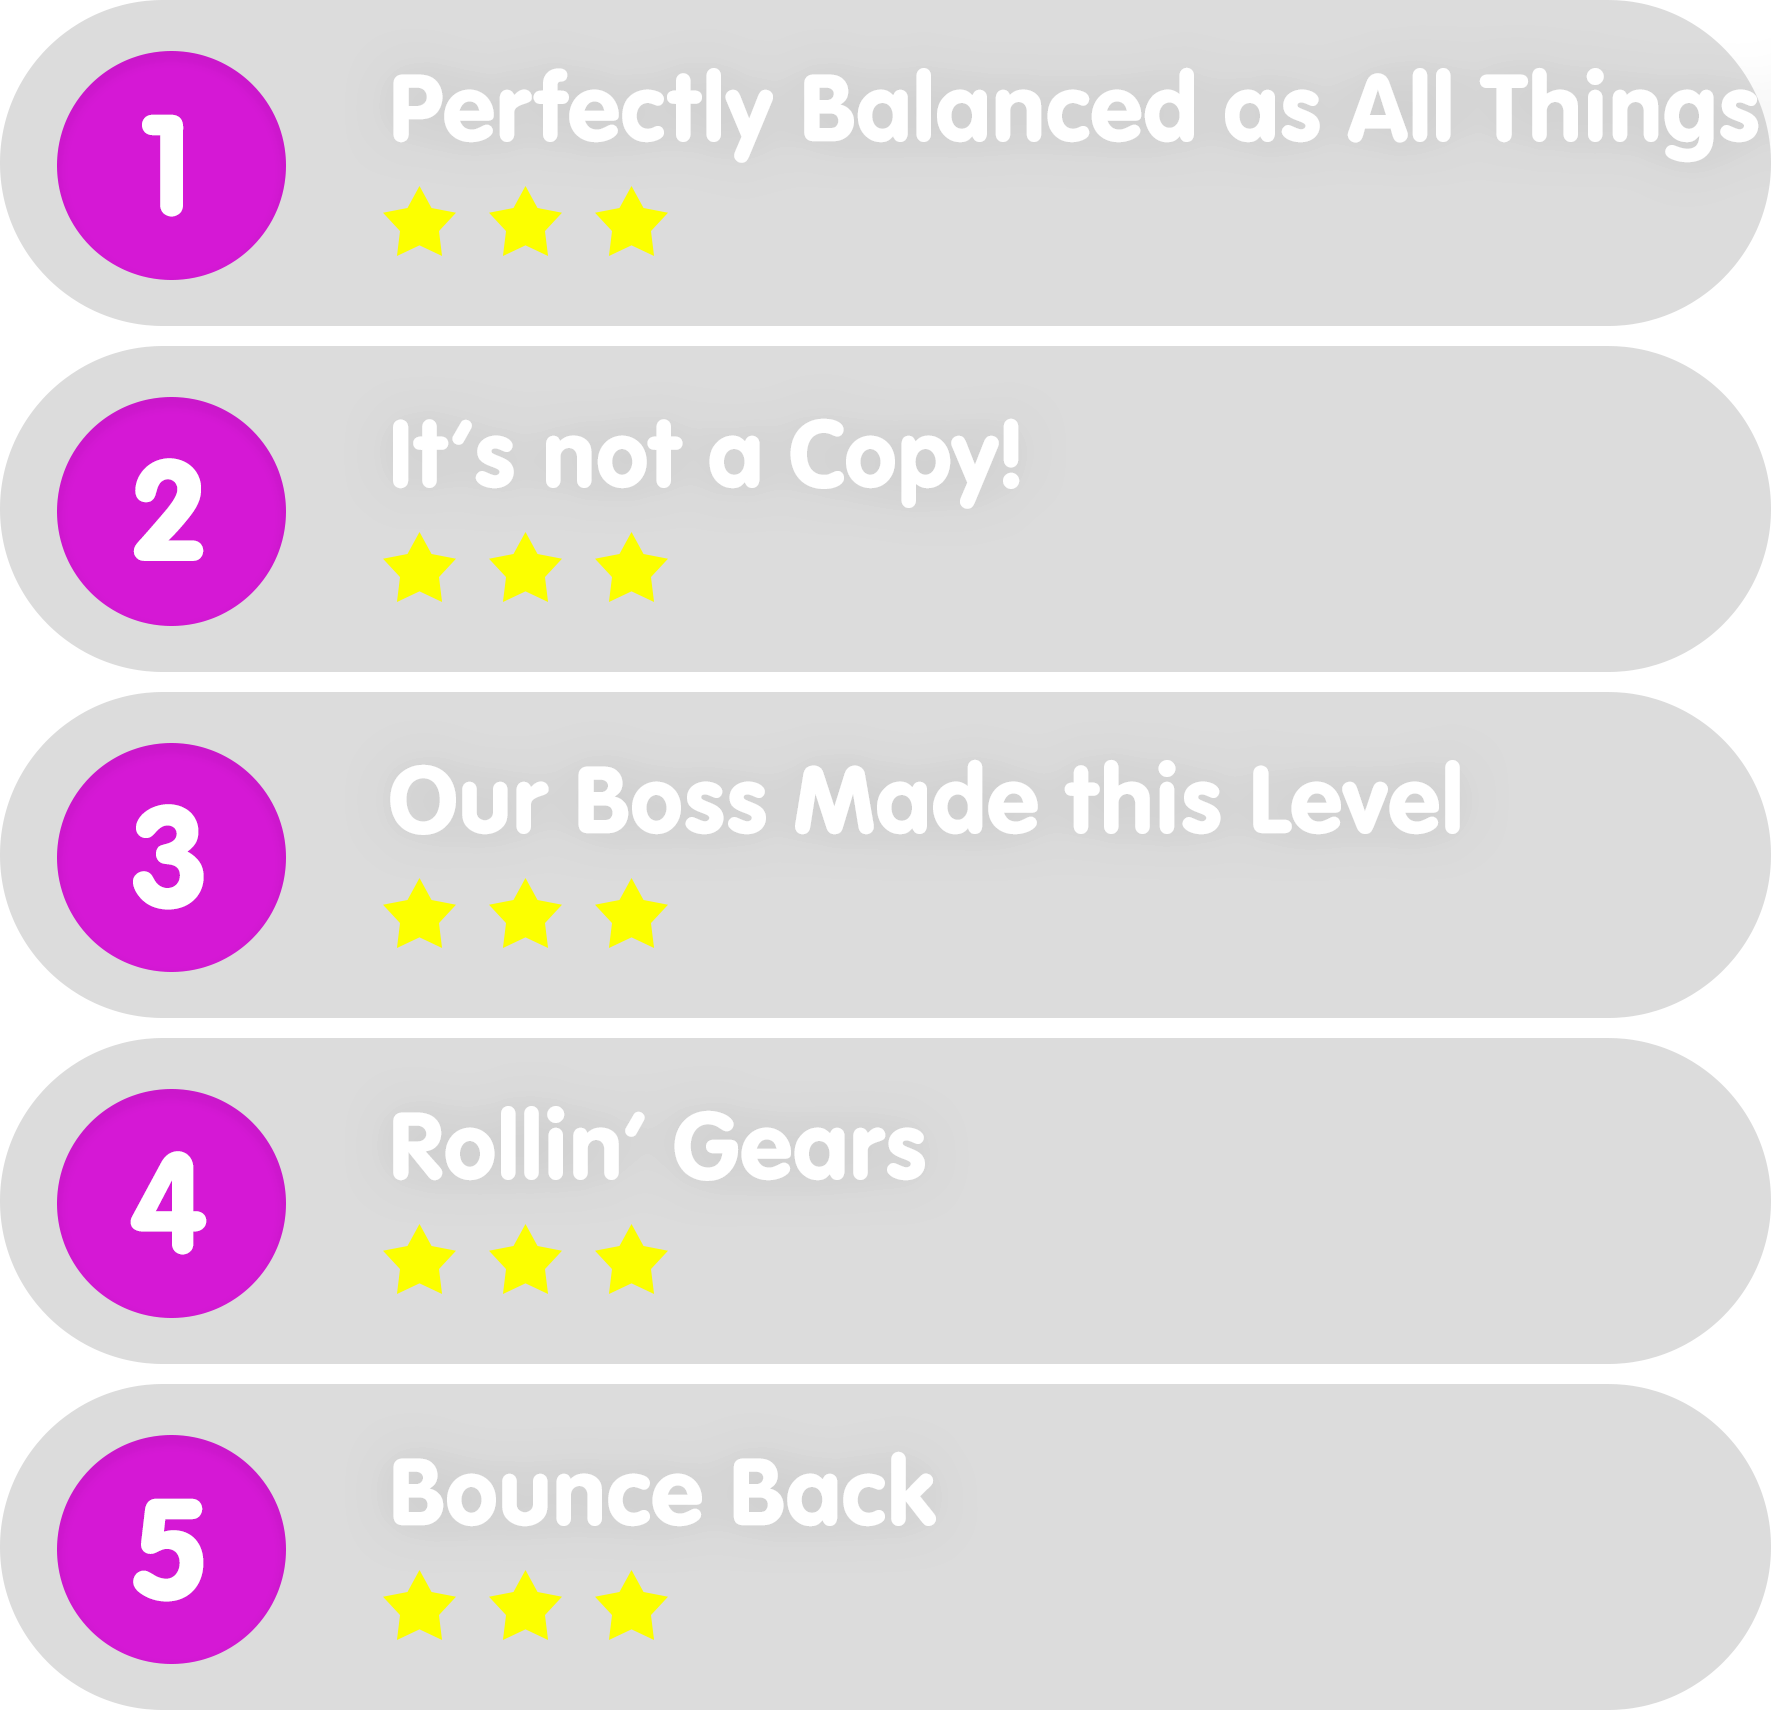 1
Perfectly Balanced as All Things
2
It’s not a Copy!
3
Our Boss Made this Level
4
Rollin’ Gears
5
Bounce Back